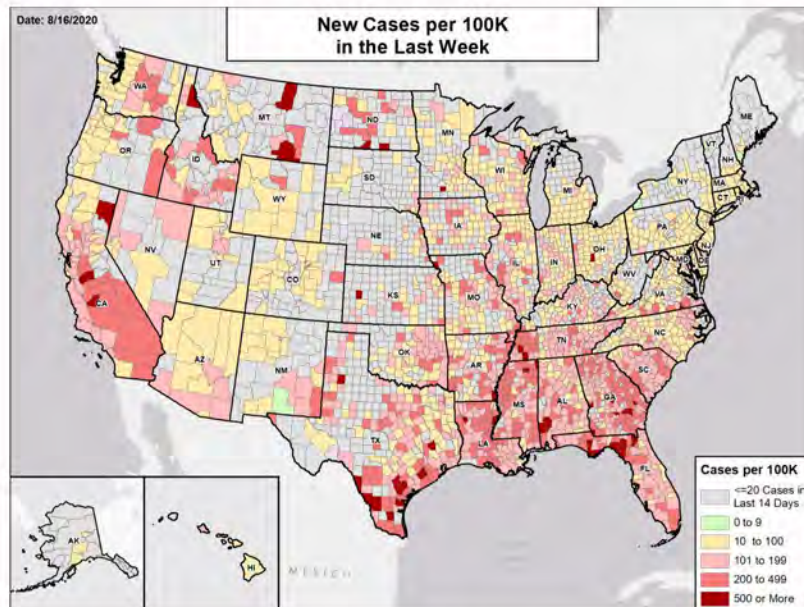 Date: 8/16/2020
New Cases per 100K
in the Last Week
WA
MT
ND
MN
ME
OR
ID
SD
WI
VT
NH
WY
MI
NY
MA
CT
NV
NE
IA
PA
NJ
UT
CO
IL
IN
OH
MD
DE
CA
KS
MO
WV
VA
KY
AZ
NM
OK
AR
TN
NC
SC
TX
LA
MS
AL
GA
FL
AK
HI
MEXICO
Cases per 100K
<=20 Cases in
Last 14 Days
0 to 9
10 to 100
101 to 199
200 to 499
500 or More